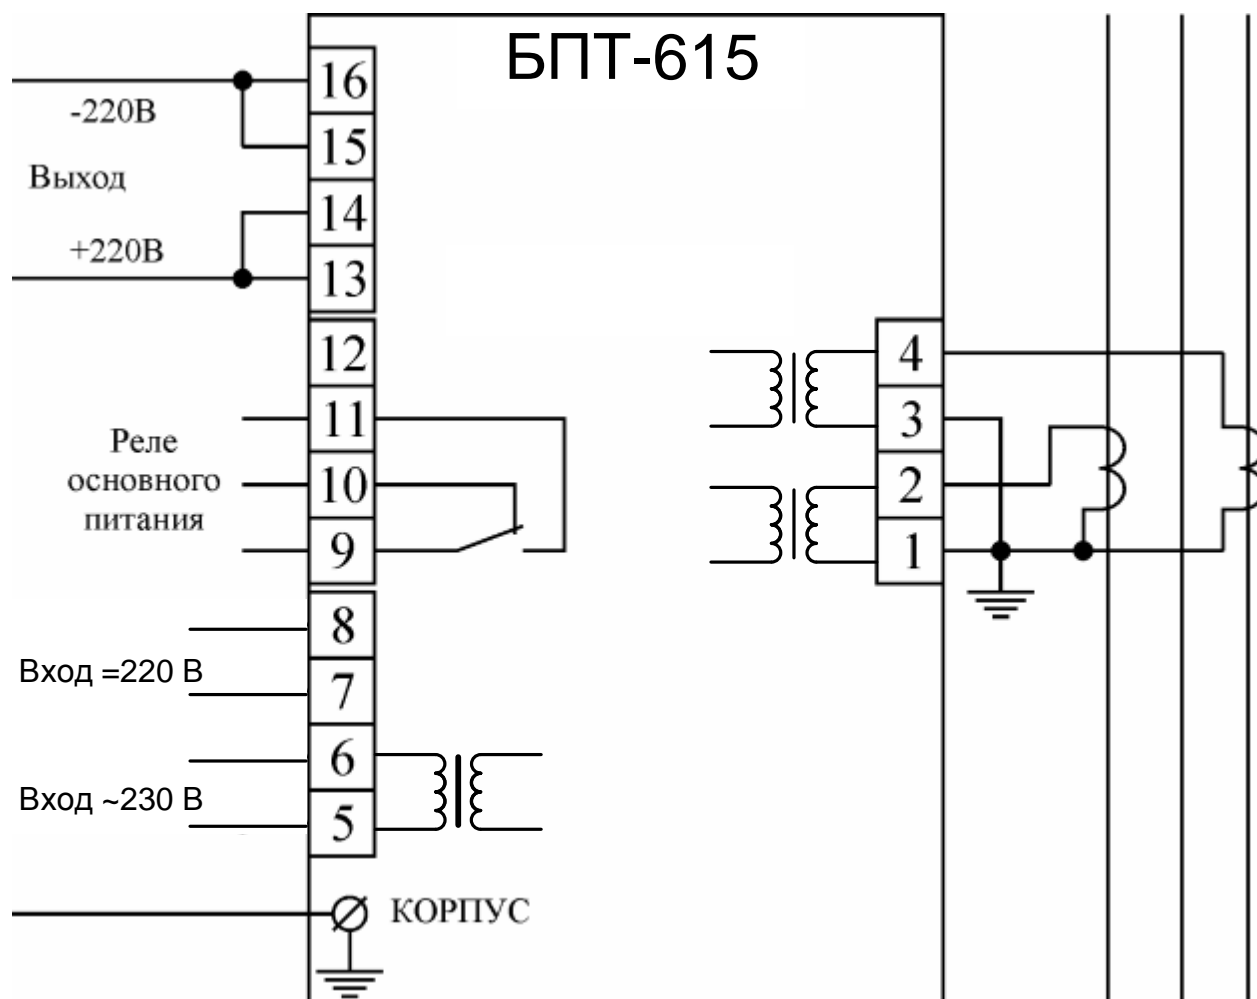 БПТ-615
16
-220В
15
Выход
14
+220В
13
12
4
11
3
Реле
основного
питания
10
2
9
1
8
Вход =220 В
7
6
Вход ~230 В
5
КОРПУС